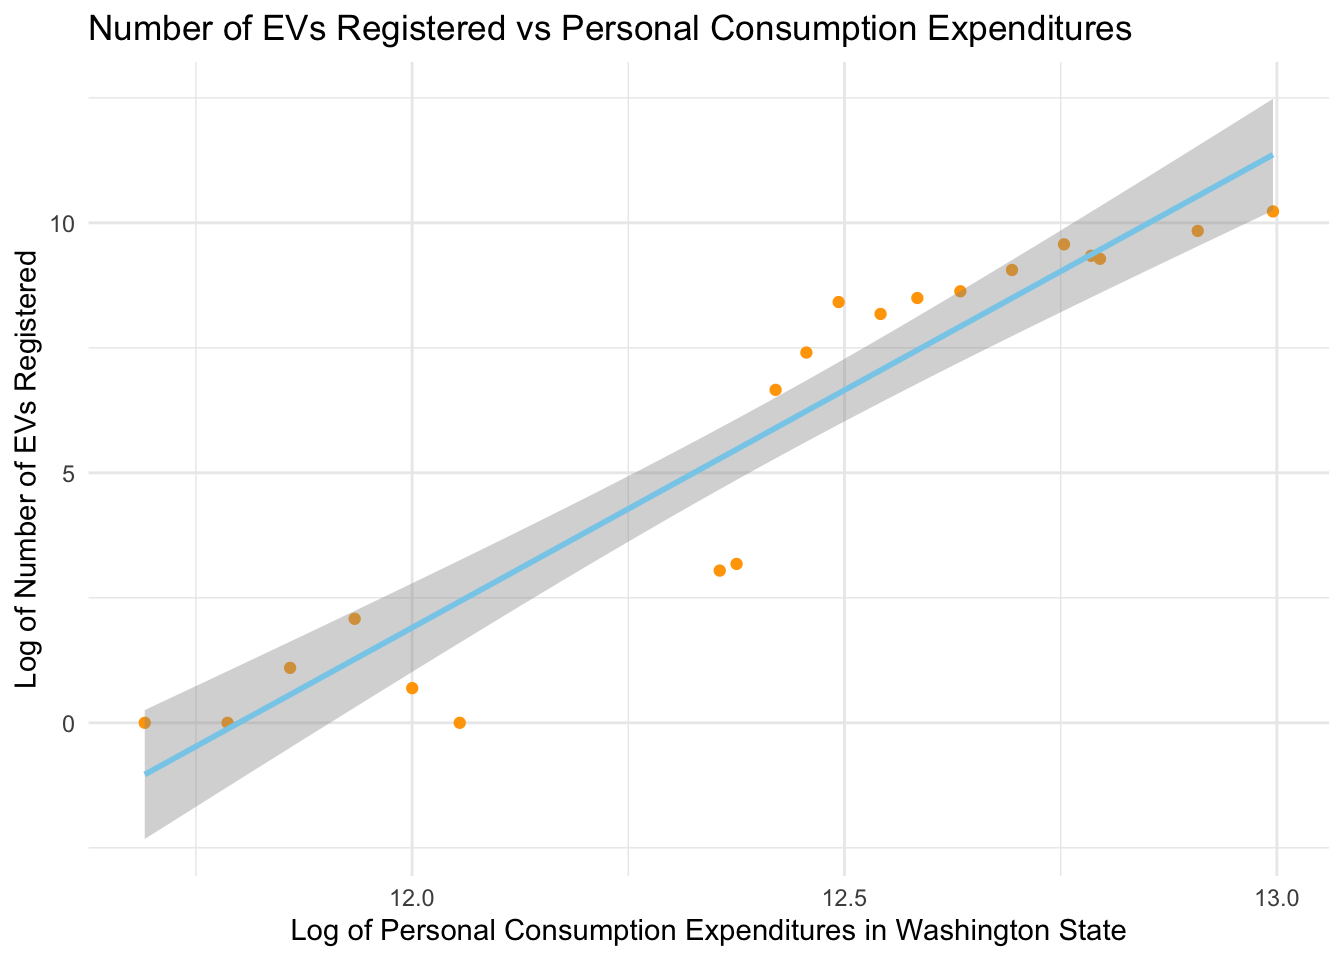 Number of EVs Registered vs Personal Consumption Expenditures
Log of Number of EVs Registered
10
5
0
12.0 12.5 13.0
Log of Personal Consumption Expenditures in Washington State